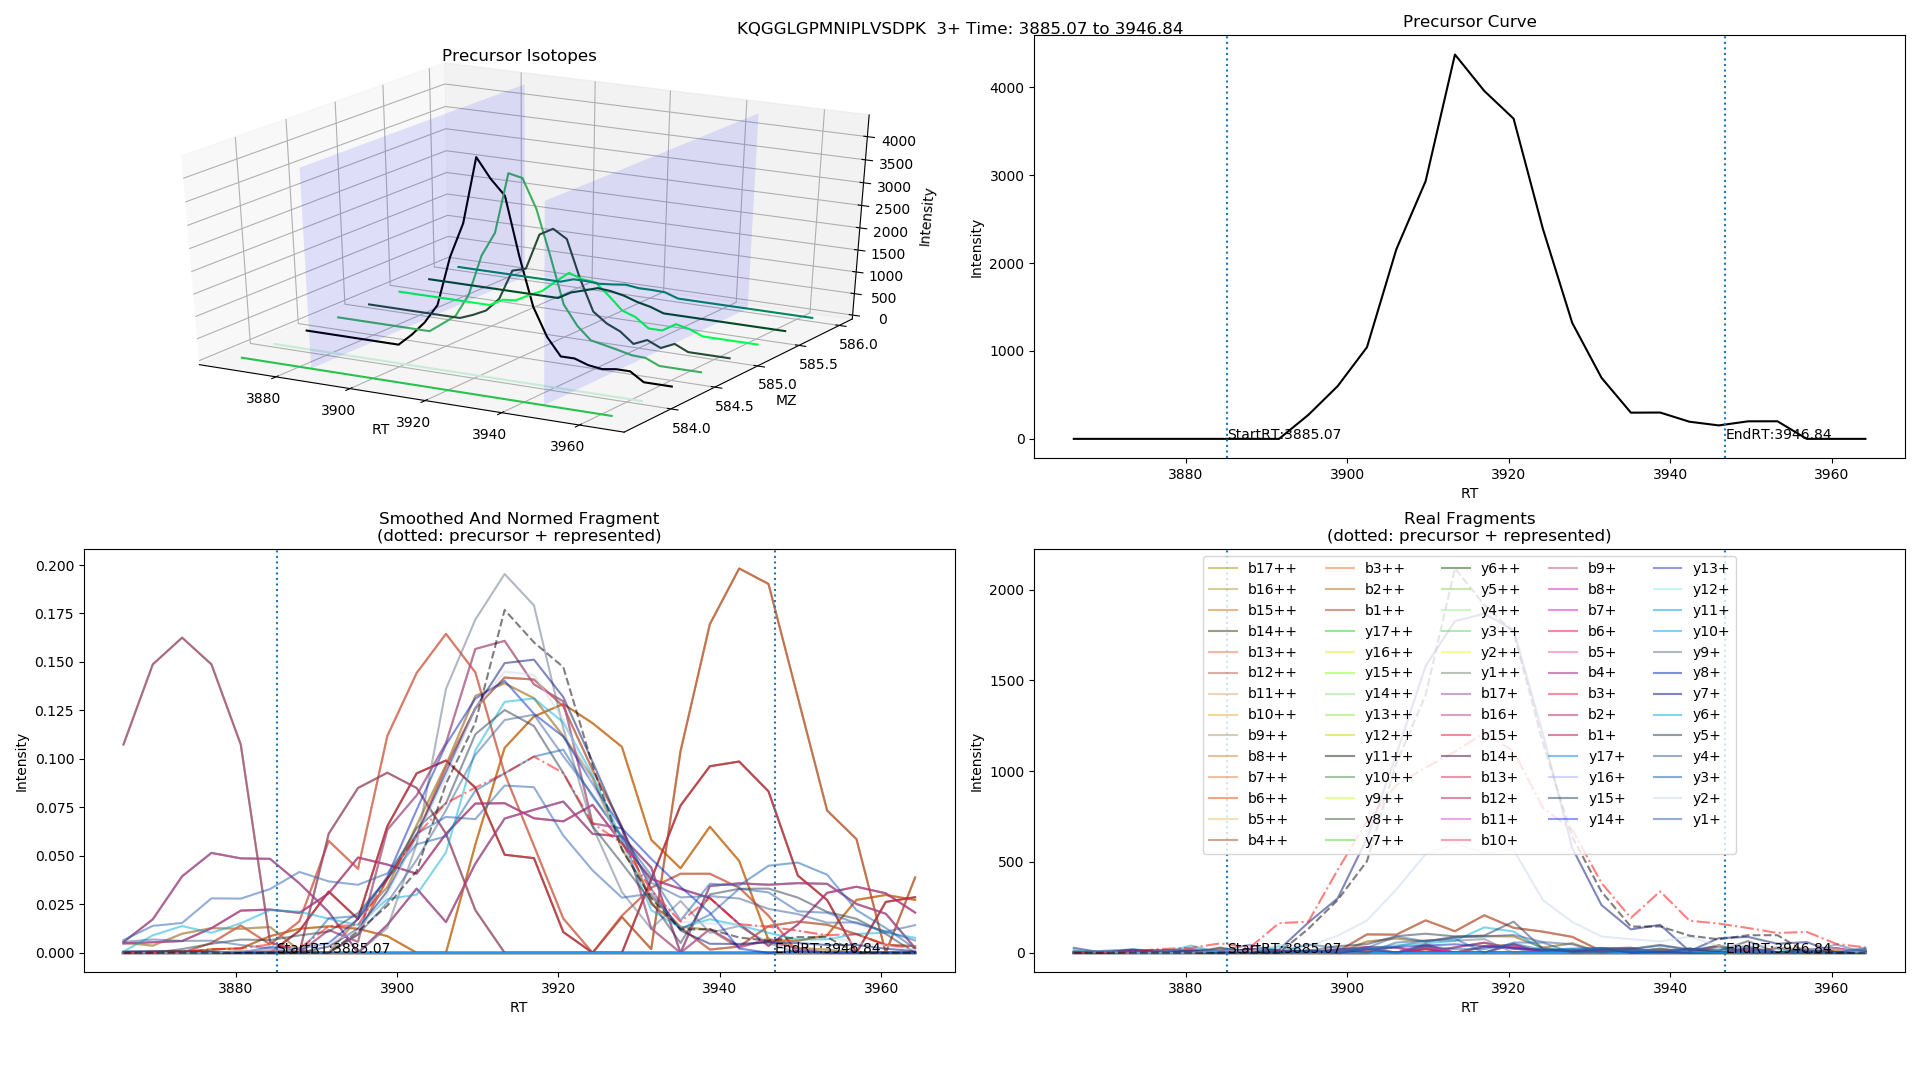 KQGGLGPMNIPLVSDPK  3+ Time: 3885.07 to 3946.84
Precursor Isotopes
4000
3500
3000
2500
2000
1500
1000
500
0
Intensity
586.0
585.5
585.0
584.5
584.0
MZ
3880
3900
3920
3940
3960
RT
Precursor Curve
4000
3000
2000
1000
0
Intensity
StartRT:3885.07
EndRT:3946.84
3880 3900 3920 3940 3960
RT
Smoothed And Normed Fragment
(dotted: precursor + represented)
0.200
0.175
0.150
0.125
0.100
0.075
0.050
0.025
0.000
Intensity
StartRT:3885.07
EndRT:3946.84
3880 3900 3920 3940 3960
RT
Real Fragments
(dotted: precursor + represented)
2000
1500
1000
500
0
Intensity
b17++ b3++ y6++ b9+ y13+
b16++ b2++ y5++ b8+ y12+
b15++ b1++ y4++ b7+ y11+
b14++ y17++ y3++ b6+ y10+
b13++ y16++ y2++ b5+ y9+
b12++ y15++ y1++ b4+ y8+
b11++ y14++ b17+ b3+ y7+
b10++ y13++ b16+ b2+ y6+
b9++ y12++ b15+ b1+ y5+
b8++ y11++ b14+ y17+ y4+
b7++ y10++ b13+ y16+ y3+
b6++ y9++ b12+ y15+ y2+
b5++ y8++ b11+ y14+ y1+
b4++ y7++ b10+
StartRT:3885.07
EndRT:3946.84
3880 3900 3920 3940 3960
RT